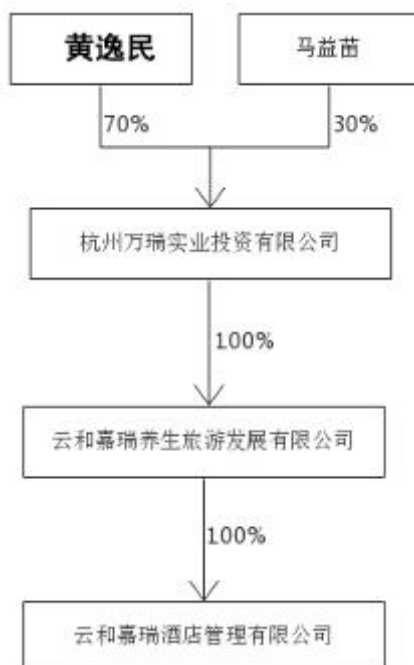 黄逸民
马益苗
70%
30%
杭州万瑞实业投资有限公司
100%
云和嘉瑞养生旅游发展有限公司
100%
云和嘉瑞酒店管理有限公司